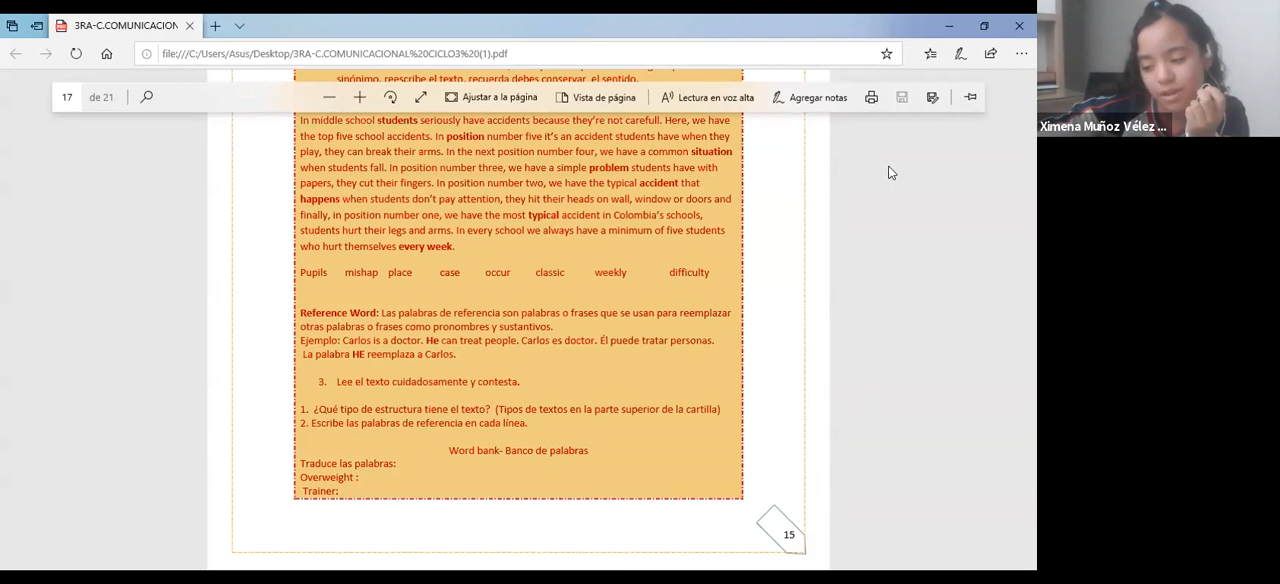 3RA-C.COMUNICACION
file:///C:/Users/Asus/Desktop/3RA-C.COMUNICACIONAL%20CICLO3%20(1).pdf
sinónimo, reescribe el texto, recuerda debes conservar el sentido.
17 de 21 Ajustar a la página Vista de página Lectura en voz alta Agregar notas
Ximena Muñoz Vélez ...
In middle school students seriously have accidents because they're not carefull. Here, we have
the top five school accidents. In position number five it's an accident students have when they
play, they can break their arms. In the next position number four, we have a common situation
when students fall. In position number three, we have a simple problem students have with
papers, they cut their fingers. In position number two, we have the typical accident that
happens when students don't pay attention, they hit their heads on wall, window or doors and
finally, in position number one, we have the most typical accident in Colombia's schools,
students hurt their legs and arms. In every school we always have a minimum of five students
who hurt themselves every week.
Pupils mishap place case occur classic weekly difficulty
Reference Word: Las palabras de referencia son palabras o frases que se usan para reemplazar
otras palabras o frases como pronombres y sustantivos.
Ejemplo: Carlos is a doctor. He can treat people. Carlos es doctor. Él puede tratar personas.
La palabra HE reemplaza a Carlos.
3. Lee el texto cuidadosamente y contesta.
1. ¿Qué tipo de estructura tiene el texto? (Tipos de textos en la parte superior de la cartilla)
2. Escribe las palabras de referencia en cada línea.
Word bank- Banco de palabras
Traduce las palabras:
Overweight :
Trainer:
15